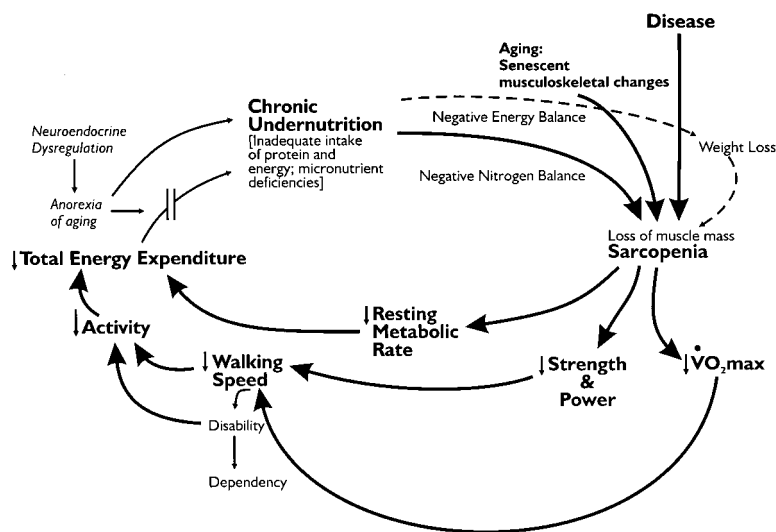 Disease
Aging:
Senescent
musculoskeletal changes
Chronic
Undernutrition
[Inadequate intake
of protein and
energy; micronutrient
deficiencies]
Neuroendocrine
Dysregulation
Negative Energy Balance
Weight Loss
Negative Nitrogen Balance
Anorexia
of aging
Loss of muscle mass
Sarcopenia
↓Total Energy Expenditure
↓Resting
Metabolic
Rate
↓Activity
↓Walking
Speed
↓Strength
&
Power
↓V̇O₂max
Disability
Dependency